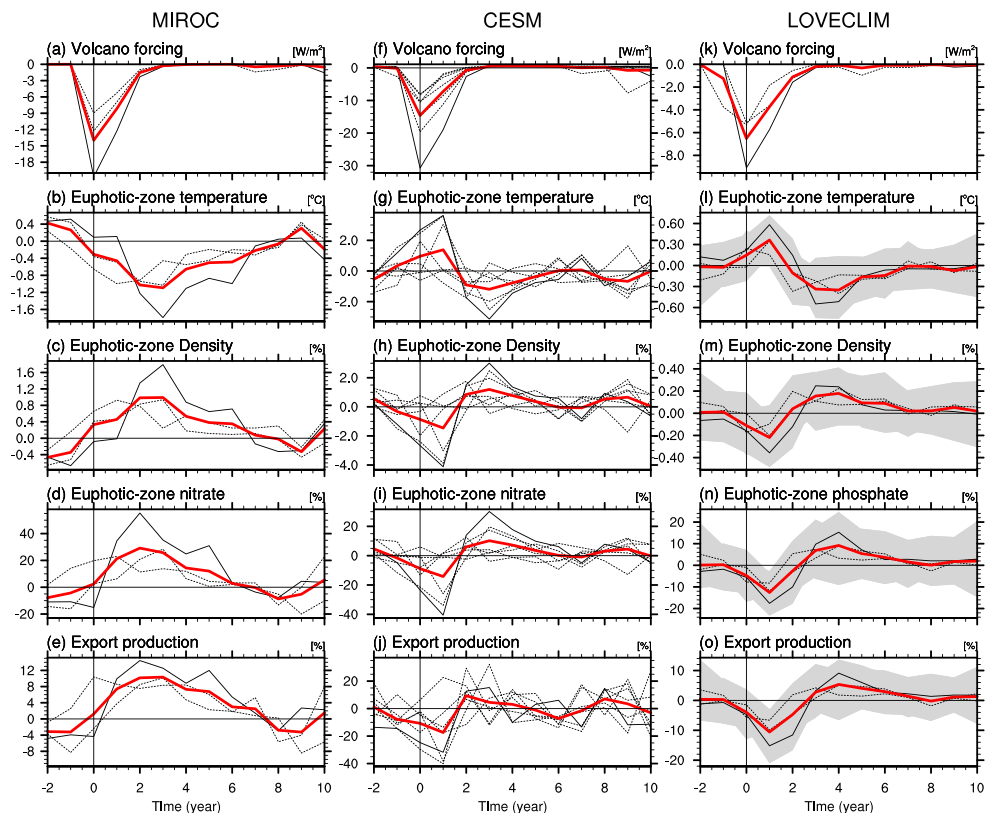 MIROC CESM LOVECLIM
(a) Volcano forcing [W/m²] (f) Volcano forcing [W/m²] (k) Volcano forcing [W/m²]
0 0 0.0
-3
-6 -10 -2.0
-9 -4.0
-12 -20 -6.0
-15
-18 -30 -8.0
(b) Euphotic-zone temperature [°C] (g) Euphotic-zone temperature [°C] (l) Euphotic-zone temperature [°C]
0.4 2.0 0.60
0.0 0.30
-0.4 0.0 0.00
-0.8 -0.30
-1.2 -2.0 -0.60
-1.6
(c) Euphotic-zone Density [%] (h) Euphotic-zone Density [%] (m) Euphotic-zone Density [%]
1.6 2.0 0.40
1.2 0.20
0.8 0.0 0.00
0.4 -2.0 -0.20
0.0 -0.40
-0.4 -4.0
(d) Euphotic-zone nitrate [%] (i) Euphotic-zone nitrate [%] (n) Euphotic-zone phosphate [%]
40 20 20
20 0 10
0 -20 0
-20 -40 -10
-20
(e) Export production [%] (j) Export production [%] (o) Export production [%]
12 20 10
8 0 0
4 -20 -10
0 -40 -20
-4
-8
-2 0 2 4 6 8 10 -2 0 2 4 6 8 10 -2 0 2 4 6 8 10
TIme (year) TIme (year) TIme (year)